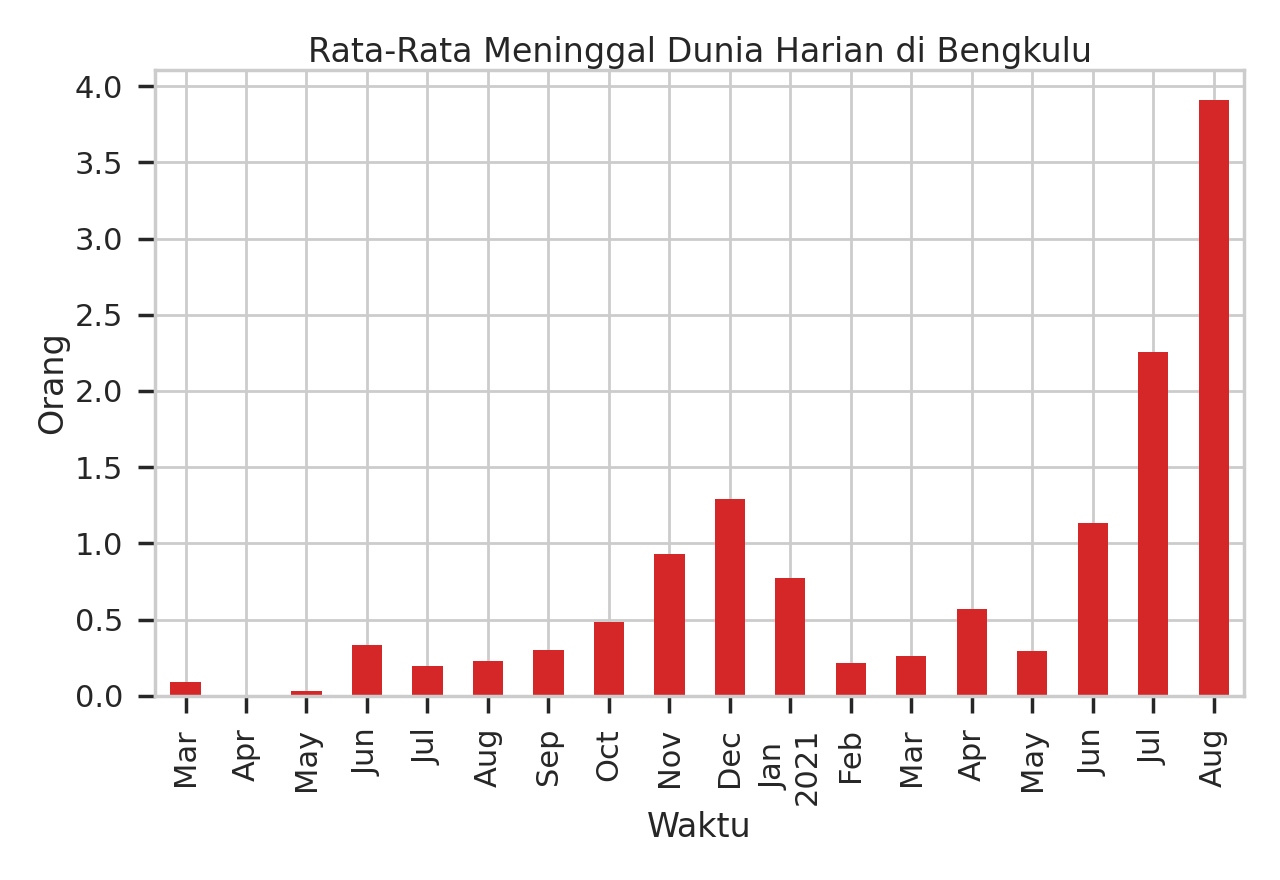 Rata-Rata Meninggal Dunia Harian di Bengkulu
4.0
3.5
3.0
2.5
2.0
1.5
1.0
0.5
0.0
Orang
Mar
Apr
May
Jun
Jul
Aug
Sep
Oct
Nov
Dec
Jan
2021
Feb
Mar
Apr
May
Jun
Jul
Aug
Waktu